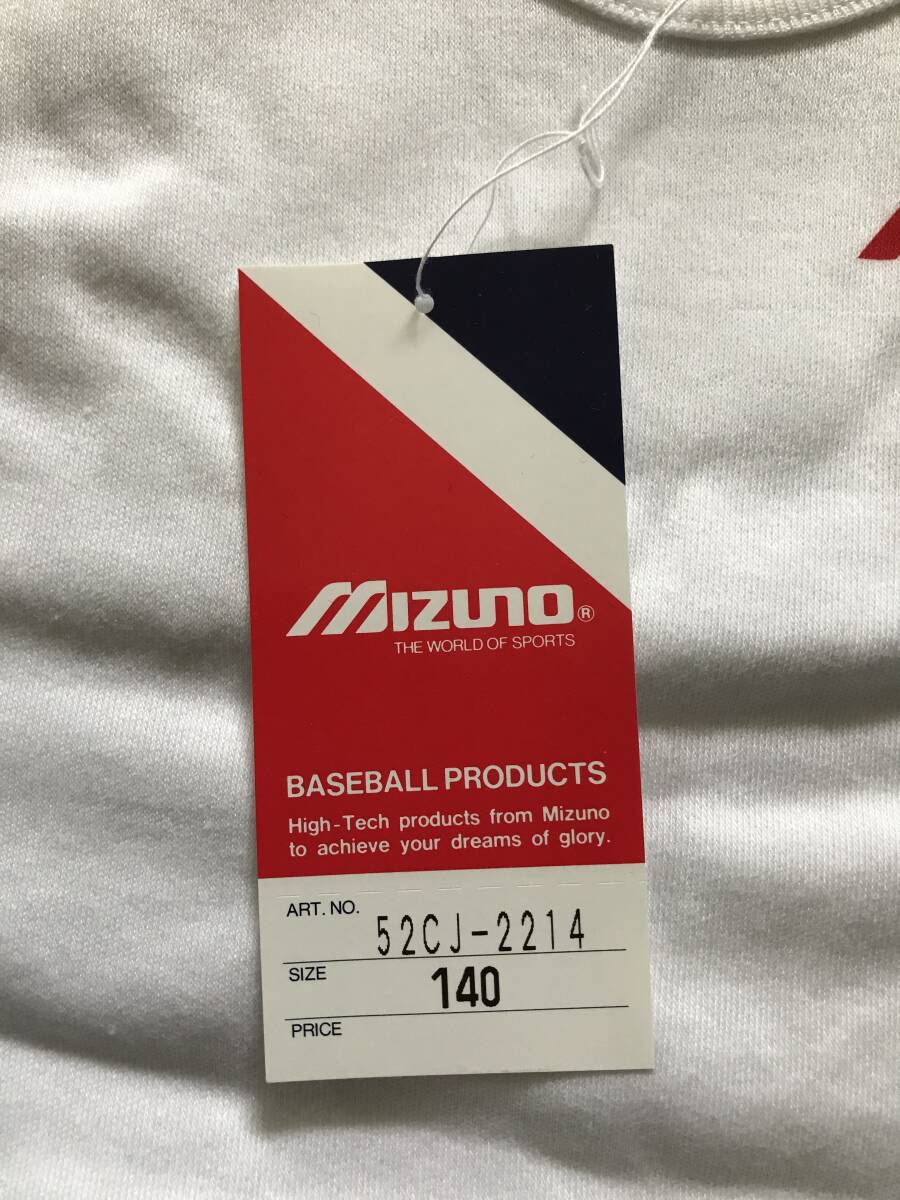 MIZUNO®
THE WORLD OF SPORTS
BASEBALL PRODUCTS
High-Tech products from Mizuno
to achieve your dreams of glory.
ART. NO. 52CJ-2214
SIZE 140
PRICE